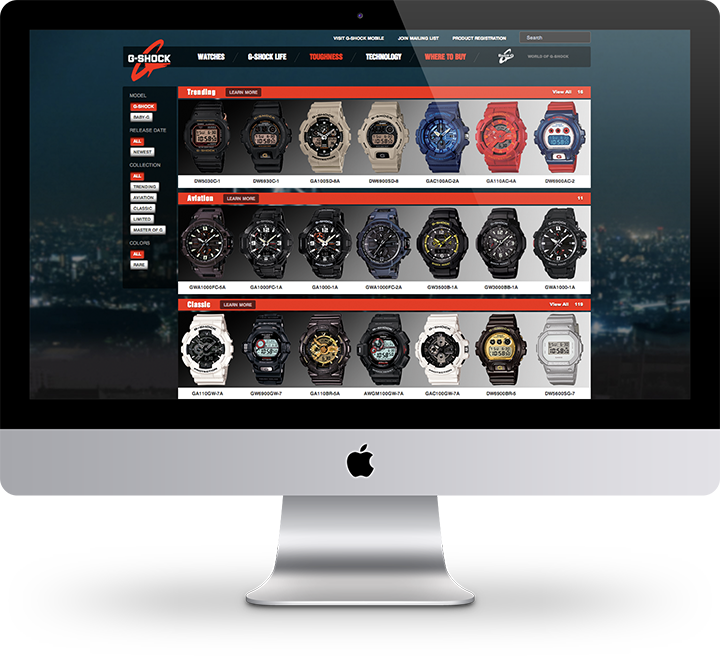 VISIT G-SHOCK MOBILE JOIN MAILING LIST PRODUCT REGISTRATION Search
G-SHOCK WATCHES G-SHOCK LIFE TOUGHNESS TECHNOLOGY WHERE TO BUY WORLD OF G-SHOCK
MODEL
G-SHOCK
BABY-G
RELEASE DATE
ALL
NEWEST
COLLECTION
ALL
TRENDING
AVIATION
CLASSIC
LIMITED
MASTER OF G
COLORS
ALL
RARE
Trending LEARN MORE View All 16
DW5030C-1 DW6930C-1 GA100SD-8A DW6900SD-8 GAC100AC-2A GA110AC-4A DW6900AC-2
Aviation LEARN MORE 11
GWA1000FC-5A GA1000FC-1A GA1000-1A GWA1000FC-2A GW3500B-1A GW3000BB-1A GWA1000-1A
Classic LEARN MORE View All 115
GA110GW-7A GW6900GW-7 GA110BR-5A AWGM100GW-7A GAC100GW-7A DW6900BR-5 DW5600SG-7